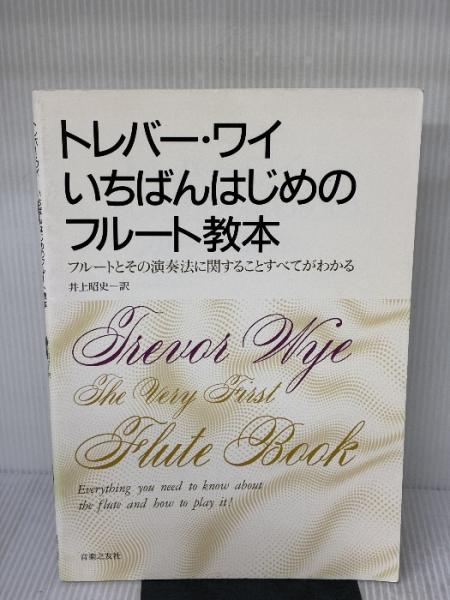 トレバー・ワイ
いちばんはじめの
フルート教本
フルートとその演奏法に関することすべてがわかる
井上昭史―訳
Trevor Wye
The Very First
Flute Book
Everything you need to know about
the flute and how to play it!
音楽之友社